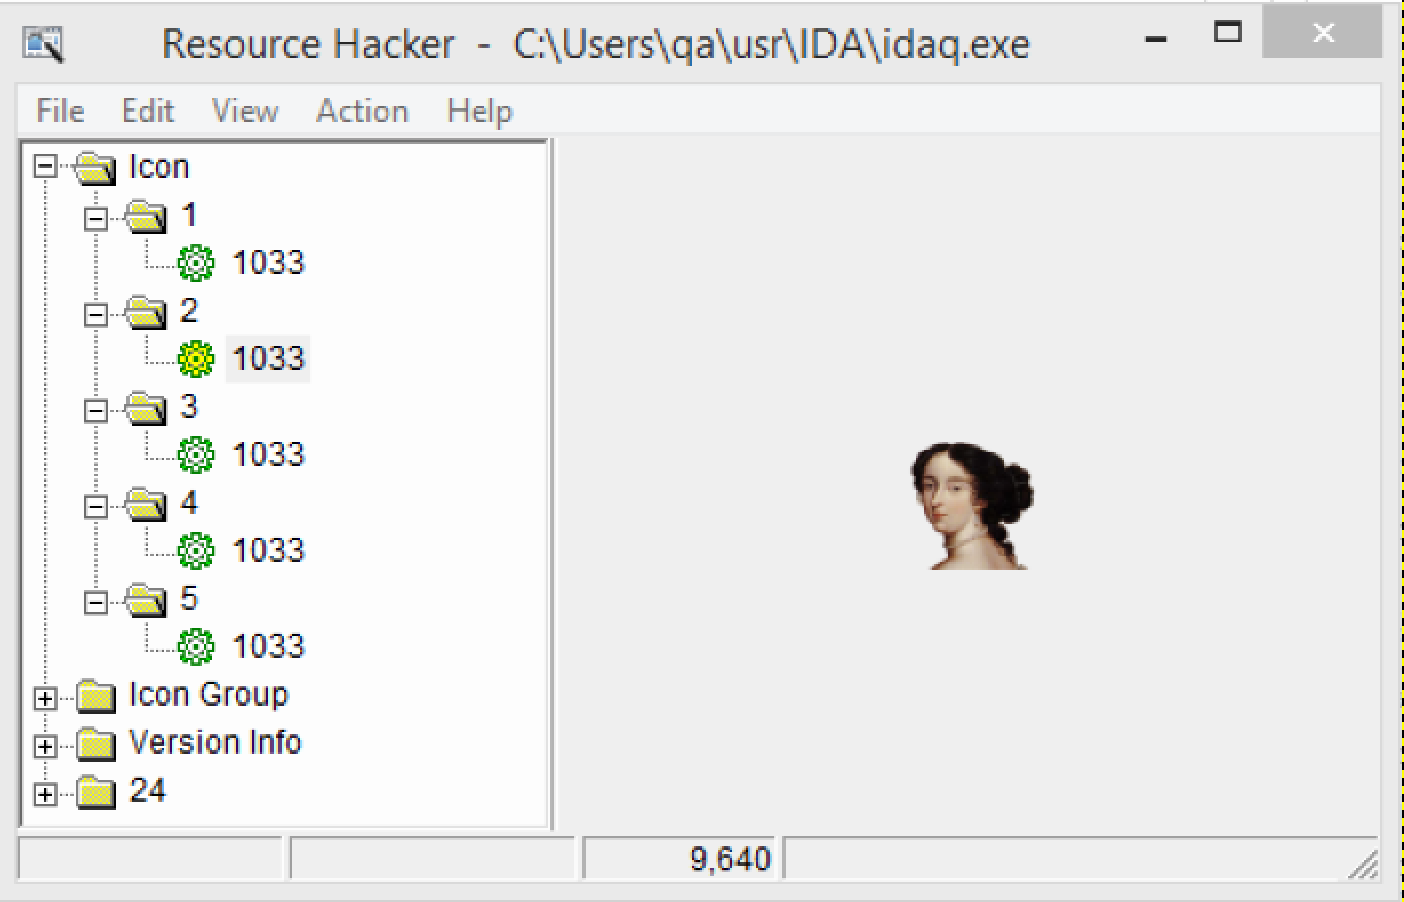 Resource Hacker - C:\Users\qa\usr\IDA\idaq.exe
File Edit View Action Help
Icon
1
1033
2
1033
3
1033
4
1033
5
1033
Icon Group
Version Info
24
9,640